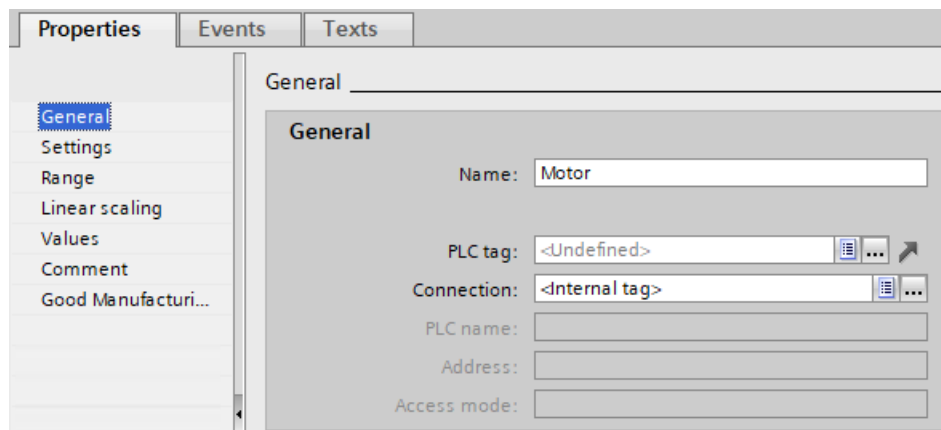 Properties Events Texts
General
General
Settings
Range
Linear scaling
Values
Comment
Good Manufacturi...
General
Name: Motor
PLC tag: <Undefined> ...
Connection: <Internal tag> ...
PLC name:
Address:
Access mode: